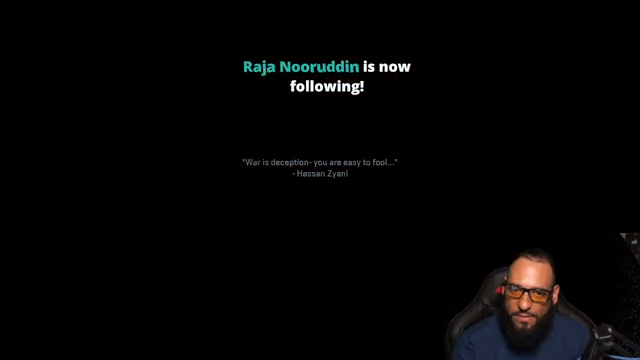 Raja Nooruddin is now
following!
"War is deception- you are easy to fool..."
- Hassan Zyani